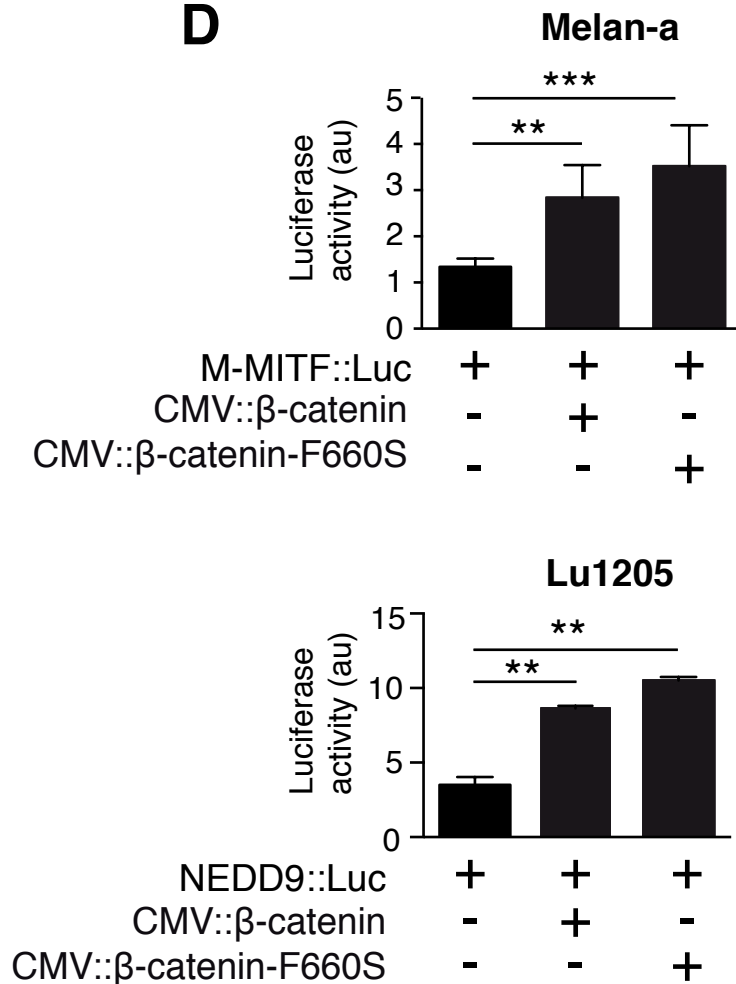 D
Melan-a
***
**
Luciferase
activity (au)
5
4
3
2
1
0
M-MITF::Luc + + +
CMV::β-catenin - + -
CMV::β-catenin-F660S - - +
Lu1205
**
**
Luciferase
activity (au)
15
10
5
0
NEDD9::Luc + + +
CMV::β-catenin - + -
CMV::β-catenin-F660S - - +